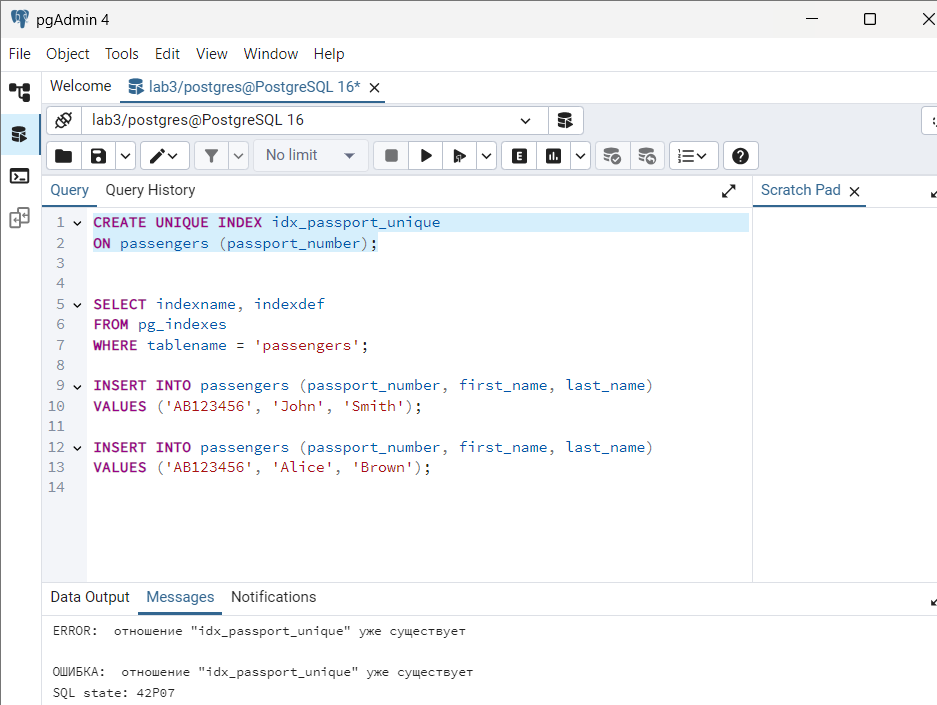 pgAdmin 4
File Object Tools Edit View Window Help
Welcome lab3/postgres@PostgreSQL 16*
lab3/postgres@PostgreSQL 16
No limit
E
Query Query History Scratch Pad
1 CREATE UNIQUE INDEX idx_passport_unique
2 ON passengers (passport_number);
3
4
5 SELECT indexname, indexdef
6 FROM pg_indexes
7 WHERE tablename = 'passengers';
8
9 INSERT INTO passengers (passport_number, first_name, last_name)
10 VALUES ('AB123456', 'John', 'Smith');
11
12 INSERT INTO passengers (passport_number, first_name, last_name)
13 VALUES ('AB123456', 'Alice', 'Brown');
14
Data Output Messages Notifications
ERROR: отношение "idx_passport_unique" уже существует
ОШИБКА: отношение "idx_passport_unique" уже существует
SQL state: 42P07